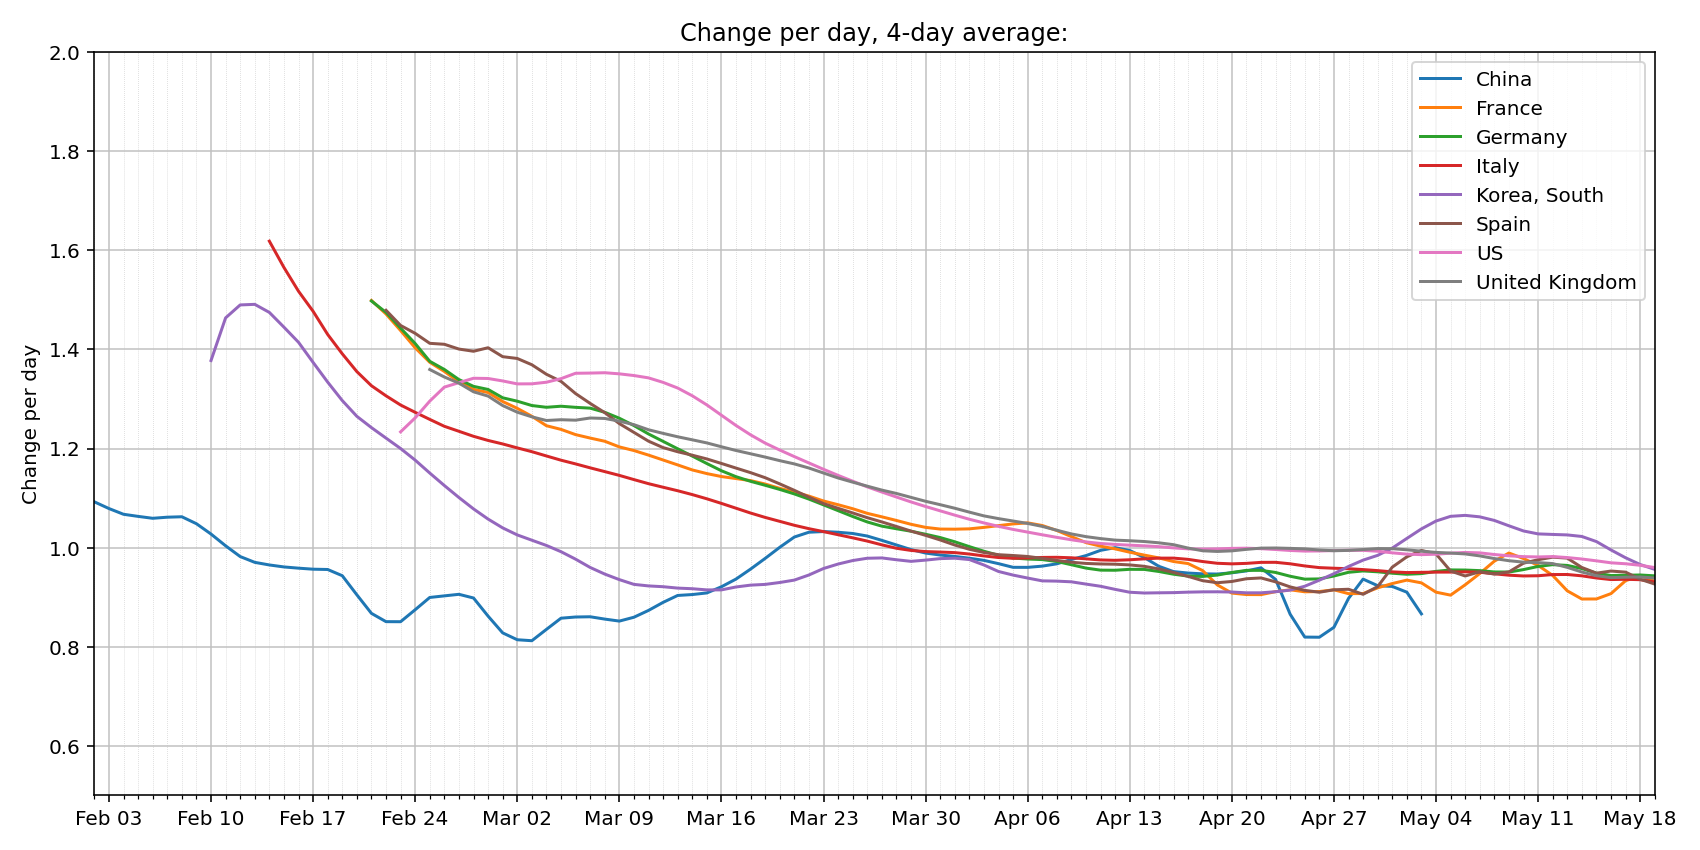 Change per day, 4-day average:
2.0
1.8
1.6
1.4
1.2
1.0
0.8
0.6
Change per day
China
France
Germany
Italy
Korea, South
Spain
US
United Kingdom
Feb 03 Feb 10 Feb 17 Feb 24 Mar 02 Mar 09 Mar 16 Mar 23 Mar 30 Apr 06 Apr 13 Apr 20 Apr 27 May 04 May 11 May 18